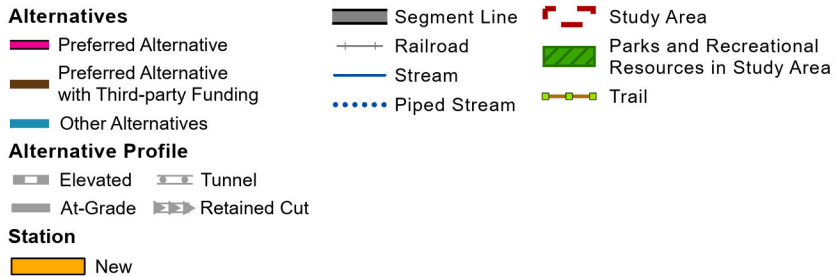 Alternatives
Preferred Alternative
Preferred Alternative
with Third-party Funding
Other Alternatives
Alternative Profile
Elevated
Tunnel
At-Grade
Retained Cut
Station
New
Segment Line
Railroad
Stream
Piped Stream
Study Area
Parks and Recreational
Resources in Study Area
Trail